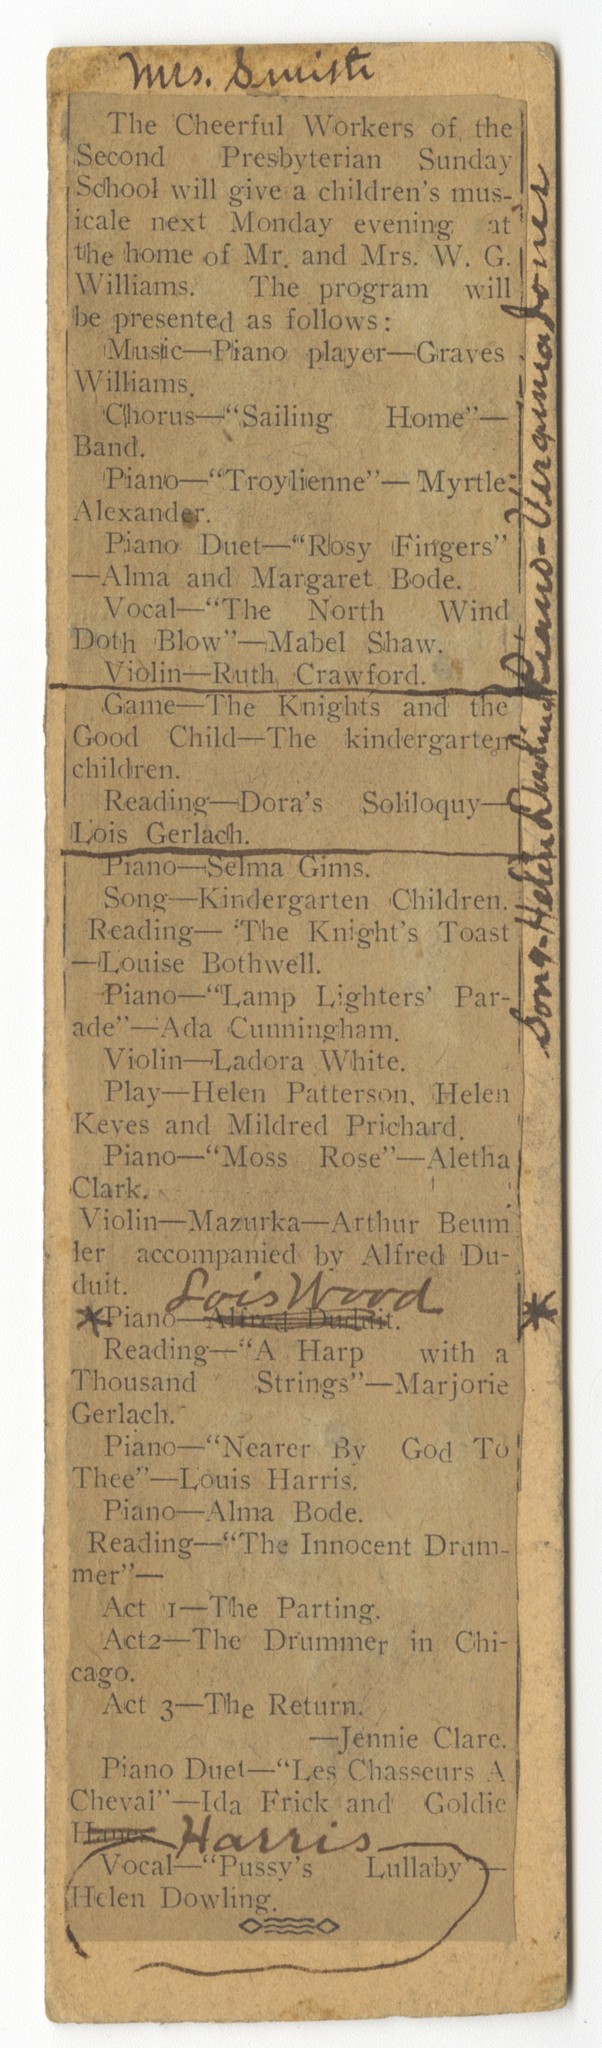 Mrs. Smith
The Cheerful Workers of the
Second Presbyterian Sunday
School will give a children's mus-
icale next Monday evening at
the home of Mr. and Mrs. W. G.
Williams. The program will
be presented as follows:
Music—Piano player—Graves
Williams.
Chorus—"Sailing Home"—
Band.
Piano—"Troylienne"—Myrtle
Alexander.
Piano Duet—"Rosy Fingers"
—Alma and Margaret Bode.
Vocal—"The North Wind
Doth Blow"—Mabel Shaw.
Violin—Ruth Crawford.
Game—The Knights and the
Good Child—The kindergarten
children.
Reading—Dora's Soliloquy—
Lois Gerlach.
Piano—Selma Gims.
Song—Kindergarten Children.
Reading— 'The Knight's Toast
—Louise Bothwell.
Piano—"Lamp Lighters' Par-
ade"—Ada Cunningham.
Violin—Ladora White.
Play—Helen Patterson, Helen
Keyes and Mildred Prichard.
Piano—"Moss Rose"—Aletha
Clark.
Violin—Mazurka—Arthur Beum
ler accompanied by Alfred Du-
duit.
Lois Wood
*Piano—Alfred Duduit. *
Reading—"A Harp with a
Thousand Strings"—Marjorie
Gerlach.
Piano—"Nearer By God To
Thee"—Louis Harris.
Piano—Alma Bode.
Reading—"The Innocent Drum-
mer"—
Act 1—The Parting.
Act2—The Drummer in Chi-
cago.
Act 3—The Return.
—Jennie Clare.
Piano Duet—"Les Chasseurs A
Cheval"—Ida Frick and Goldie
Harris
Vocal—"Pussy's Lullaby"—
Helen Dowling.
Song-Helen Piano-Virginia Jones